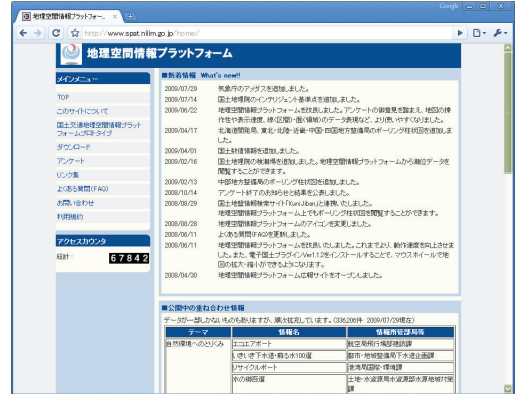 Google
地理空間情報プラットフォー...
http://www.spat.nilim.go.jp/home/
地理空間情報プラットフォーム
メインメニュー
TOP
このサイトについて
国土交通地理空間情報プラット
フォームプロトタイプ
ダウンロード
アンケート
リンク集
よくある質問(FAQ)
お問い合わせ
利用規約
アクセスカウンタ
総計: 67842
■新着情報 What's new!!
2009/07/29 気象庁のアメダスを追加しました。
2009/07/14 国土地理院のインテリジェント基準点を追加しました。
2009/06/22 地理空間情報プラットフォームを改良しました。アンケートの御意見を踏まえ、地図の操
作性や表示速度、線(区間)・面(領域)のデータ表現など、より使いやすくなりました。
2009/04/17 北海道開発局、東北・北陸・近畿・中国・四国地方整備局のボーリング柱状図を追加しま
した。
2009/04/01 国土数値情報を追加しました。
2009/02/16 国土地理院の検潮場を追加しました。地理空間情報プラットフォームから潮位データを
閲覧することができます。
2009/02/13 中部地方整備局のボーリング柱状図を追加しました。
2008/10/14 アンケート終了のお知らせと結果を公表しました。
2008/08/29 国土地盤情報検索サイト「KuniJiban」と連携いたしました。
地理空間情報プラットフォーム上でもボーリング柱状図を閲覧することができます。
2008/08/28 地理空間情報プラットフォームのアイコンを変更しました。
2008/06/11 よくある質問(FAQ)を更新しました。
2008/06/11 地理空間情報プラットフォームを改良いたしました。これまでより、動作速度を向上させま
した。また、電子国土プラグインVer1.1.2をインストールすることで、マウスホイールで地
図の拡大・縮小ができるようになります。
2008/04/30 地理空間情報プラットフォーム広報サイトをオープンしました。
■公開中の重ね合わせ情報
データが一部しかないものもありますが、順次拡充しています。(336,206件 2009/07/29現在)
テーマ 情報名 情報所管部局等
自然環境へのとりくみ エコエアポート 航空局飛行場部建設課
いきいき下水道・蘇る水100選 都市・地域整備局下水道企画課
リサイクルポート 港湾局国際・環境課
水の郷百選 土地・水資源局水資源部水源地域対策
課